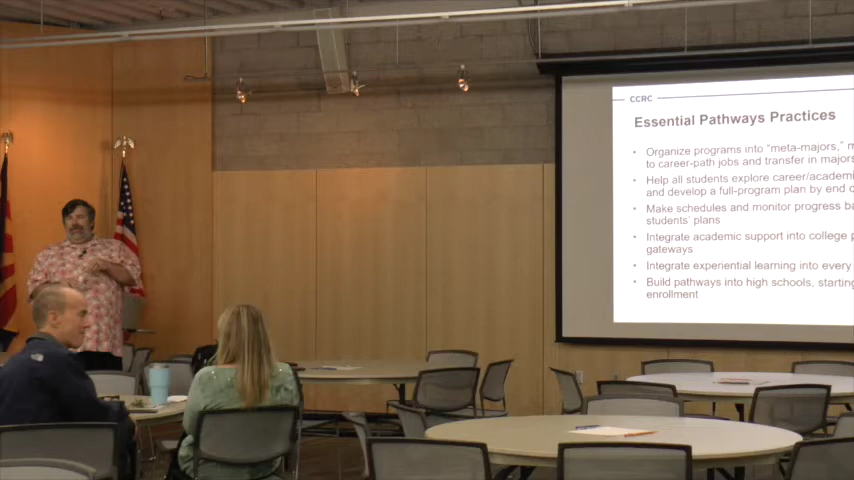 CCRC
Essential Pathways Practices
• Organize programs into "meta-majors,"
to career-path jobs and transfer in majors
• Help all students explore career/academi
and develop a full-program plan by end
• Make schedules and monitor progress ba
students' plans
• Integrate academic support into college
gateways
• Integrate experiential learning into every
• Build pathways into high schools, starting
enrollment